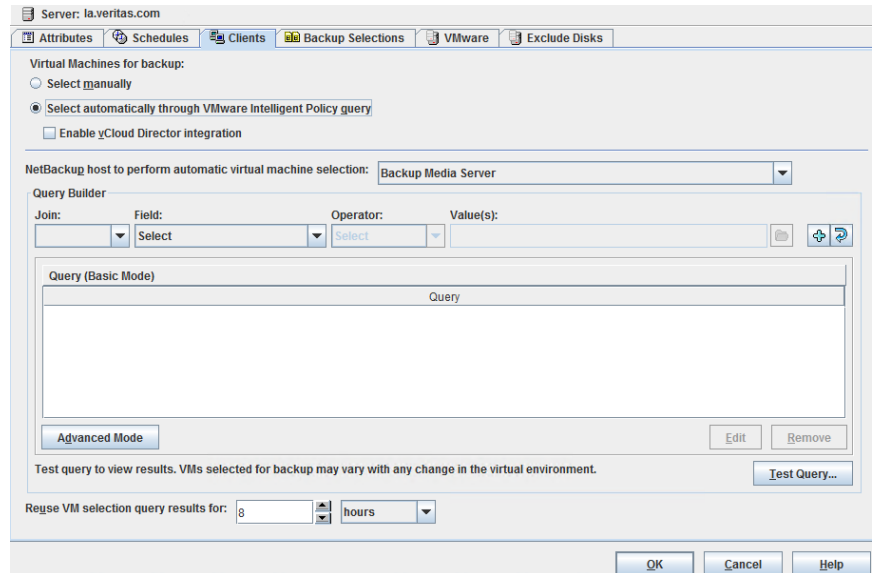 Server: la.veritas.com
Attributes Schedules Clients Backup Selections VMware Exclude Disks
Virtual Machines for backup:
Select manually
Select automatically through VMware Intelligent Policy query
Enable vCloud Director integration
NetBackup host to perform automatic virtual machine selection: Backup Media Server
Query Builder
Join: Field: Operator: Value(s):
Select Select
Query (Basic Mode)
Query
Advanced Mode Edit Remove
Test query to view results. VMs selected for backup may vary with any change in the virtual environment.
Test Query...
Reuse VM selection query results for: 8 hours
OK Cancel Help